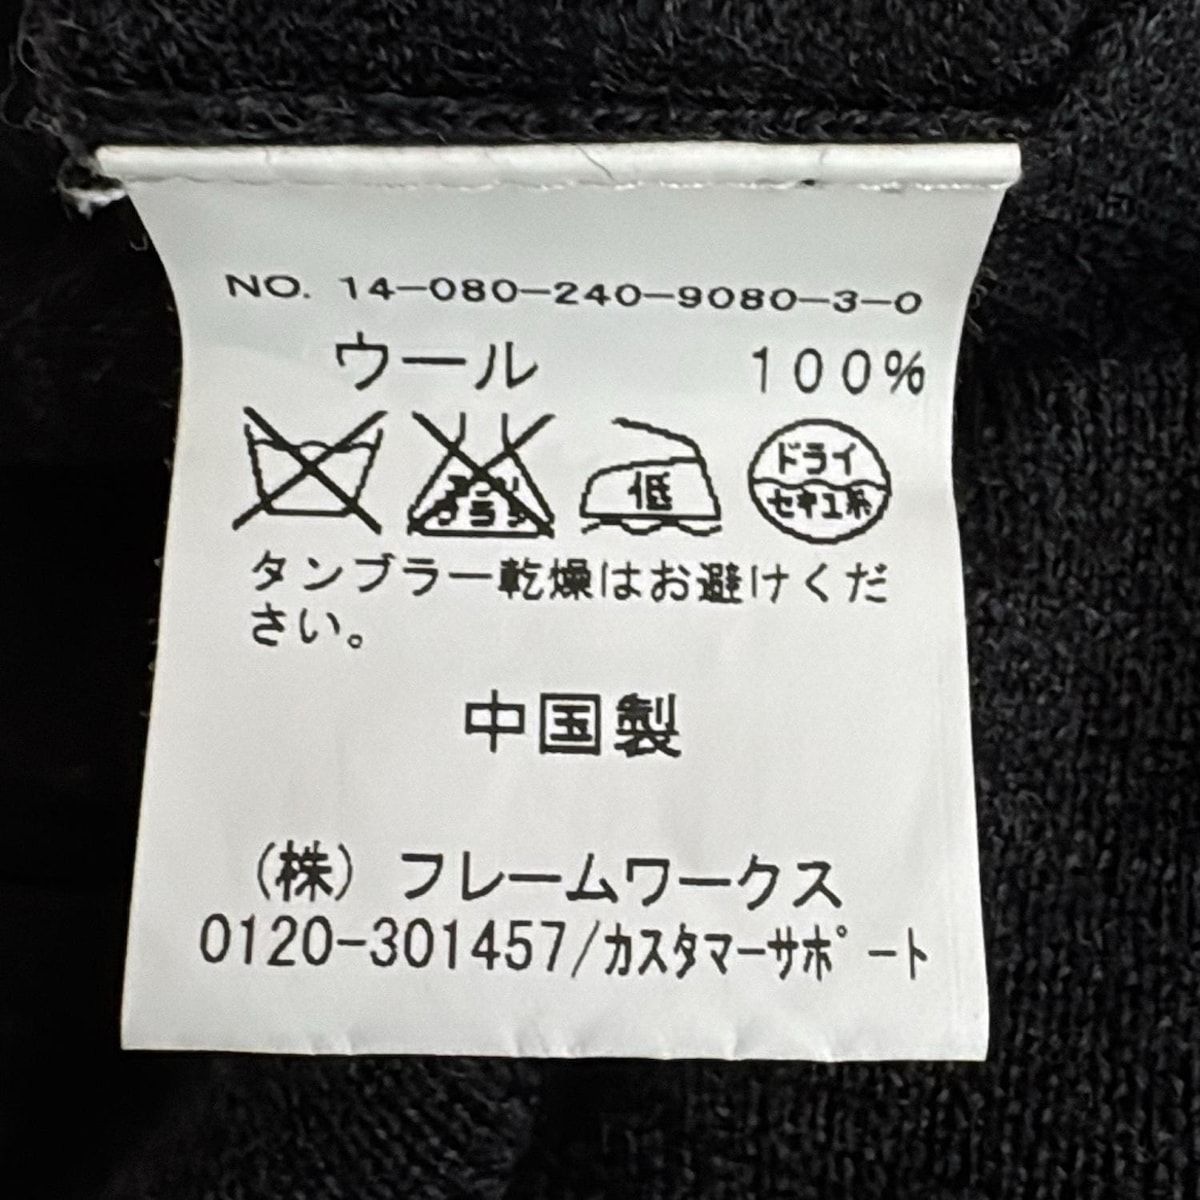 NO. 14-080-240-9080-3-0
ウール 100%
低
ドライ
セキユ系
タンブラー乾燥はお避けくだ
さい。
中国製
(株) フレームワークス
0120-301457/カスタマーサポート